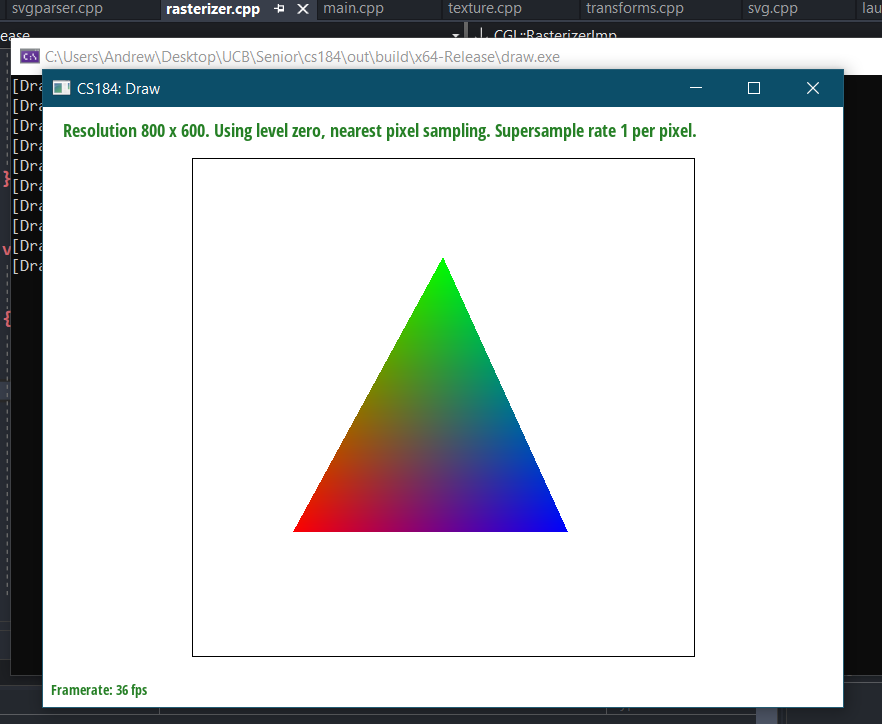 svgparser.cpp rasterizer.cpp main.cpp texture.cpp transforms.cpp svg.cpp lau
ease CGL::RasterizerImp
C:\Users\Andrew\Desktop\UCB\Senior\cs184\out\build\x64-Release\draw.exe
CS184: Draw
[Dra
[Dra
[Dra
[Dra
[Dra
[Dra
[Dra
[Dra
[Dra
[Dra
}
v
{
Resolution 800 x 600. Using level zero, nearest pixel sampling. Supersample rate 1 per pixel.
Framerate: 36 fps